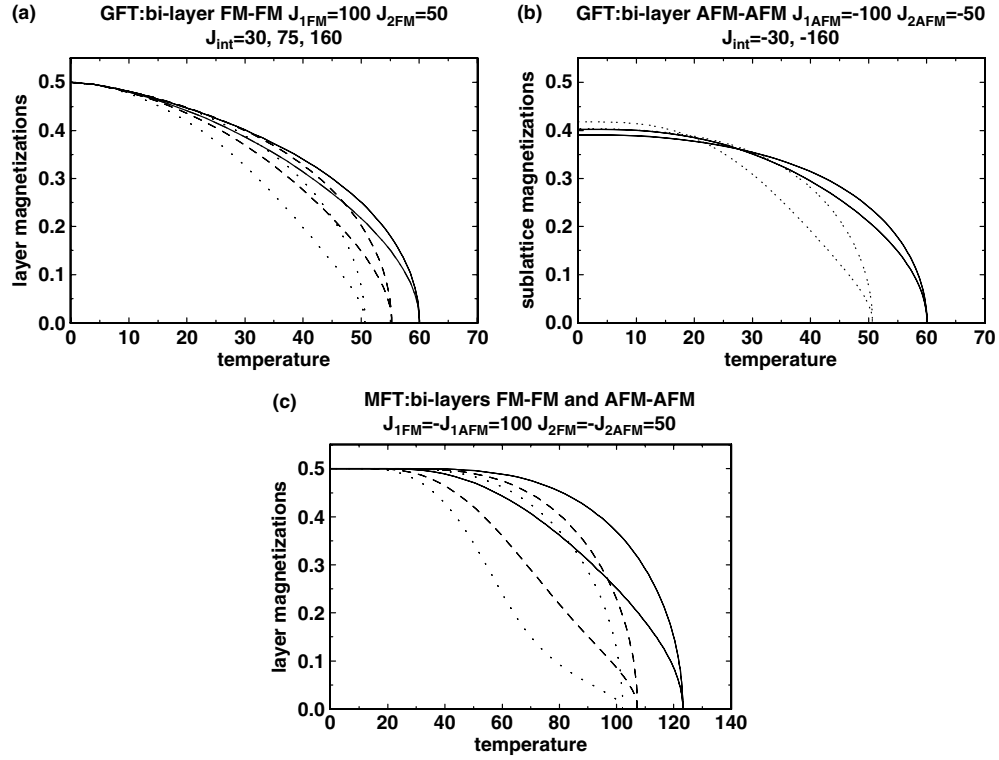 (a) GFT:bi-layer FM-FM J1FM=100 J2FM=50
Jint=30, 75, 160
layer magnetizations
0.5
0.4
0.3
0.2
0.1
0.0
0 10 20 30 40 50 60 70
temperature
(b) GFT:bi-layer AFM-AFM J1AFM=-100 J2AFM=-50
Jint=-30, -160
sublattice magnetizations
0.5
0.4
0.3
0.2
0.1
0.0
0 10 20 30 40 50 60 70
temperature
(c) MFT:bi-layers FM-FM and AFM-AFM
J1FM=-J1AFM=100 J2FM=-J2AFM=50
layer magnetizations
0.5
0.4
0.3
0.2
0.1
0.0
0 20 40 60 80 100 120 140
temperature